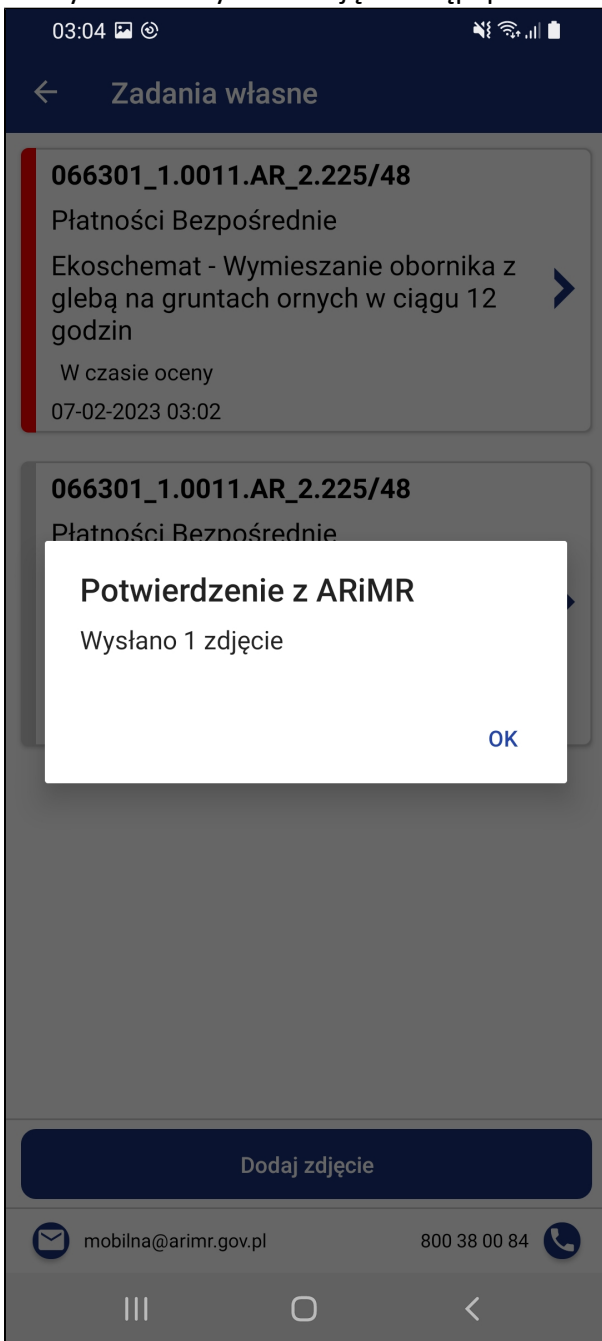 03:04
Zadania własne
066301_1.0011.AR_2.225/48
Płatności Bezpośrednie
Ekoschemat - Wymieszanie obornika z
glebą na gruntach ornych w ciągu 12
godzin
W czasie oceny
07-02-2023 03:02
066301_1.0011.AR_2.225/48
Płatności Bezpośrednie
Potwierdzenie z ARiMR
Wysłano 1 zdjęcie
OK
Dodaj zdjęcie
mobilna@arimr.gov.pl 800 38 00 84